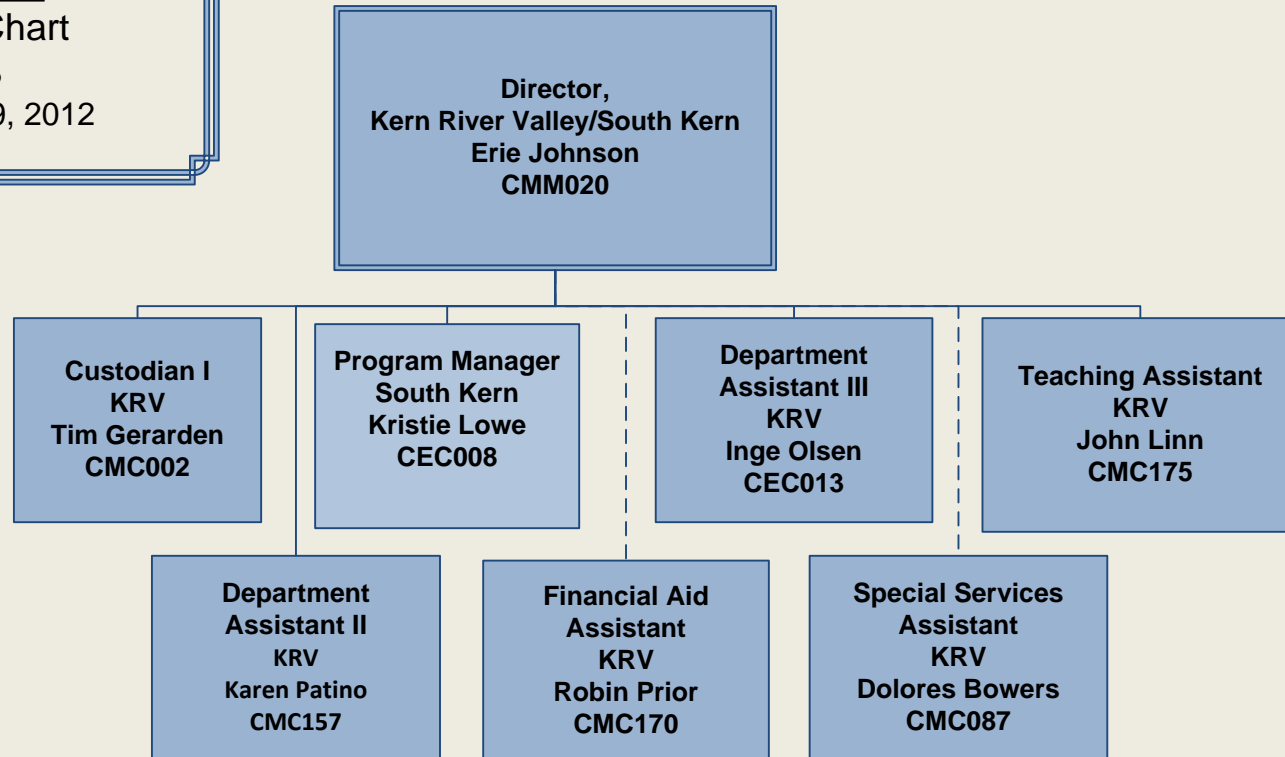 Chart
9, 2012
Director,
Kern River Valley/South Kern
Erie Johnson
CMM020
Custodian I
KRV
Tim Gerarden
CMC002
Program Manager
South Kern
Kristie Lowe
CEC008
Department
Assistant III
KRV
Inge Olsen
CEC013
Teaching Assistant
KRV
John Linn
CMC175
Department
Assistant II
KRV
Karen Patino
CMC157
Financial Aid
Assistant
KRV
Robin Prior
CMC170
Special Services
Assistant
KRV
Dolores Bowers
CMC087